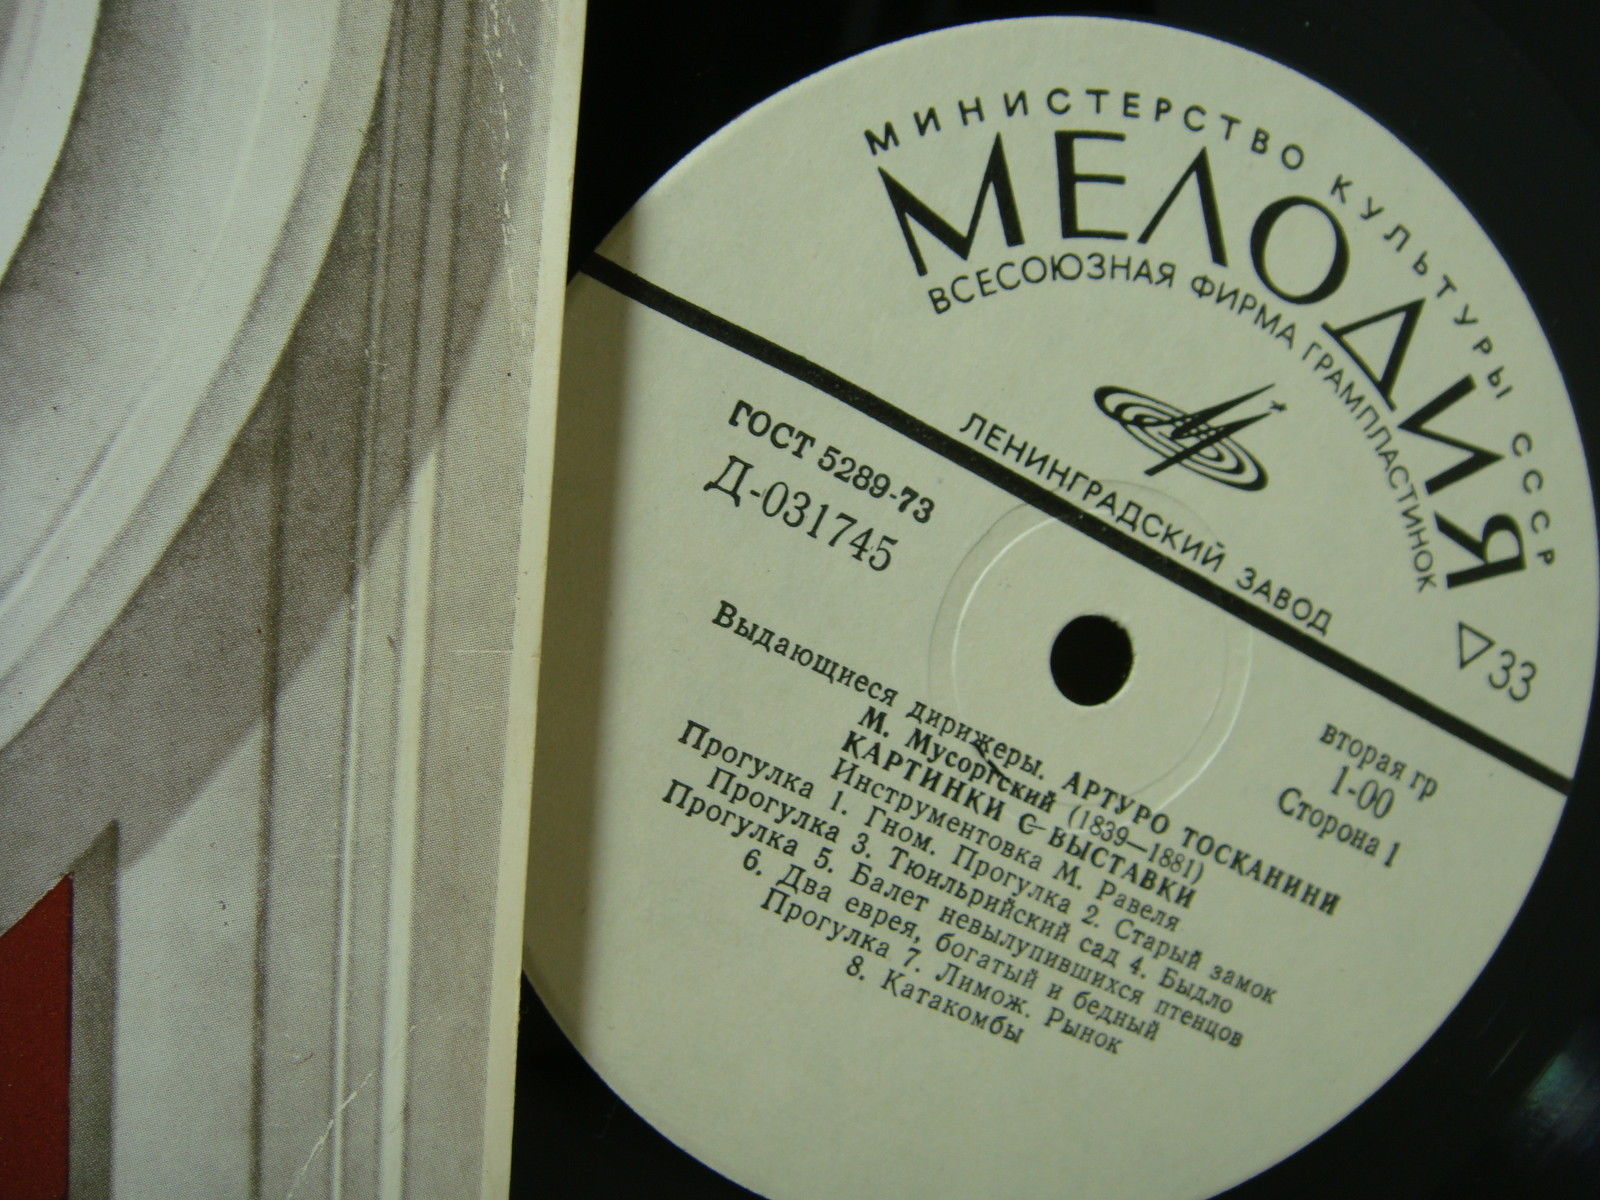 МИНИСТЕРСТВО КУЛЬТУРЫ СССР
МЕЛОДИЯ
ВСЕСОЮЗНАЯ ФИРМА ГРАМПЛАСТИНОК
ЛЕНИНГРАДСКИЙ ЗАВОД
33
ГОСТ 5289-73
Д-031745
вторая гр
1-00
Сторона 1
Выдающиеся дирижеры. АРТУРО ТОСКАНИНИ
М. Мусоргский (1839—1881)
КАРТИНКИ С ВЫСТАВКИ
Инструментовка М. Равеля
Прогулка 1. Гном. Прогулка 2. Старый замок
Прогулка 3. Тюильрийский сад 4. Быдло
Прогулка 5. Балет невылупившихся птенцов
6. Два еврея, богатый и бедный
Прогулка 7. Лимож. Рынок
8. Катакомбы